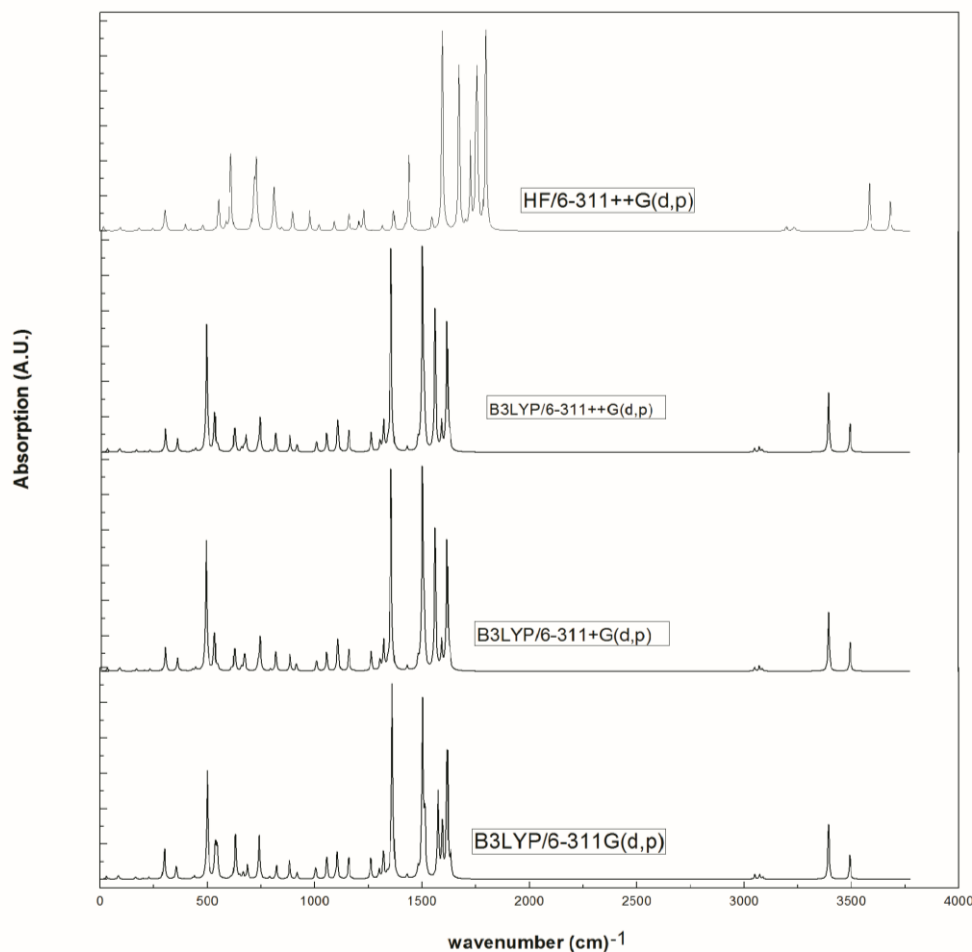 HF/6-311++G(d,p)
B3LYP/6-311++G(d,p)
Absorption (A.U.)
B3LYP/6-311+G(d,p)
B3LYP/6-311G(d,p)
0 500 1000 1500 2000 2500 3000 3500 4000
wavenumber (cm)-1